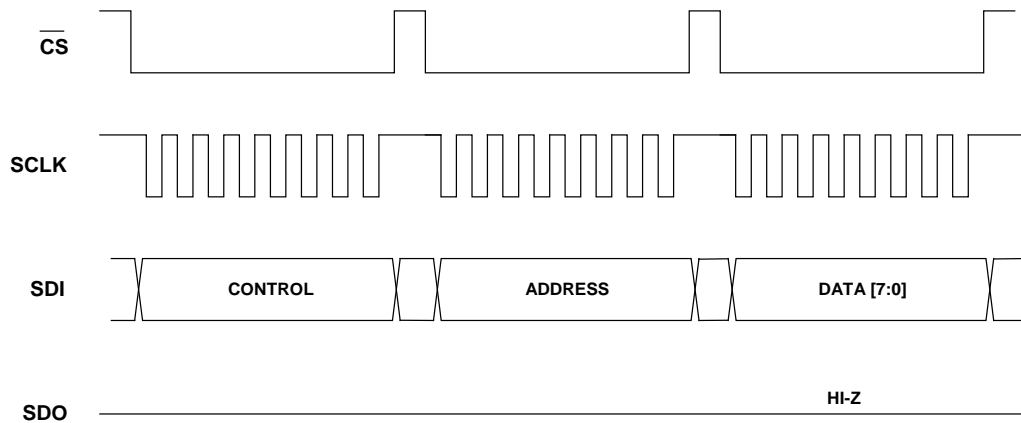 CS
SCLK
SDI CONTROL ADDRESS DATA [7:0]
HI-Z
SDO